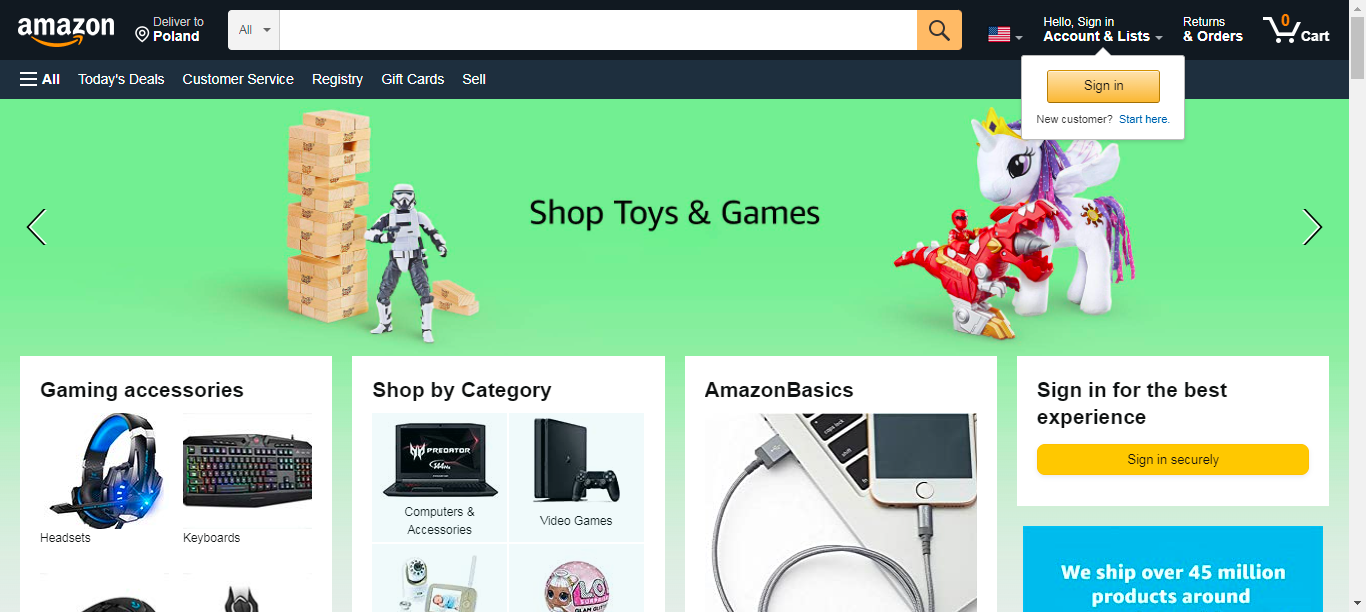 amazon
Deliver to
Poland
All
Hello, Sign in
Account & Lists
Returns
& Orders
0
Cart
All
Today's Deals
Customer Service
Registry
Gift Cards
Sell
Sign in
New customer? Start here.
Shop Toys & Games
Gaming accessories
Headsets
Keyboards
Shop by Category
PREDATOR
Computers &
Accessories
Video Games
AmazonBasics
caps lock
Sign in for the best
experience
Sign in securely
We ship over 45 million
products around